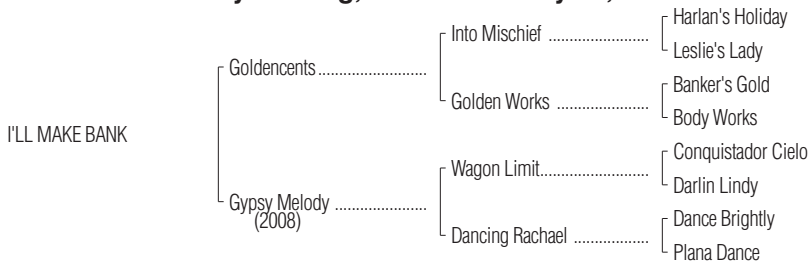 Harlan's Holiday
Into Mischief ........................
Leslie's Lady
Goldencents..........................
Banker's Gold
Golden Works ......................
Body Works
I'LL MAKE BANK
Conquistador Cielo
Wagon Limit..........................
Darlin Lindy
Gypsy Melody ......................
(2008)
Dance Brightly
Dancing Rachael ..................
Plana Dance